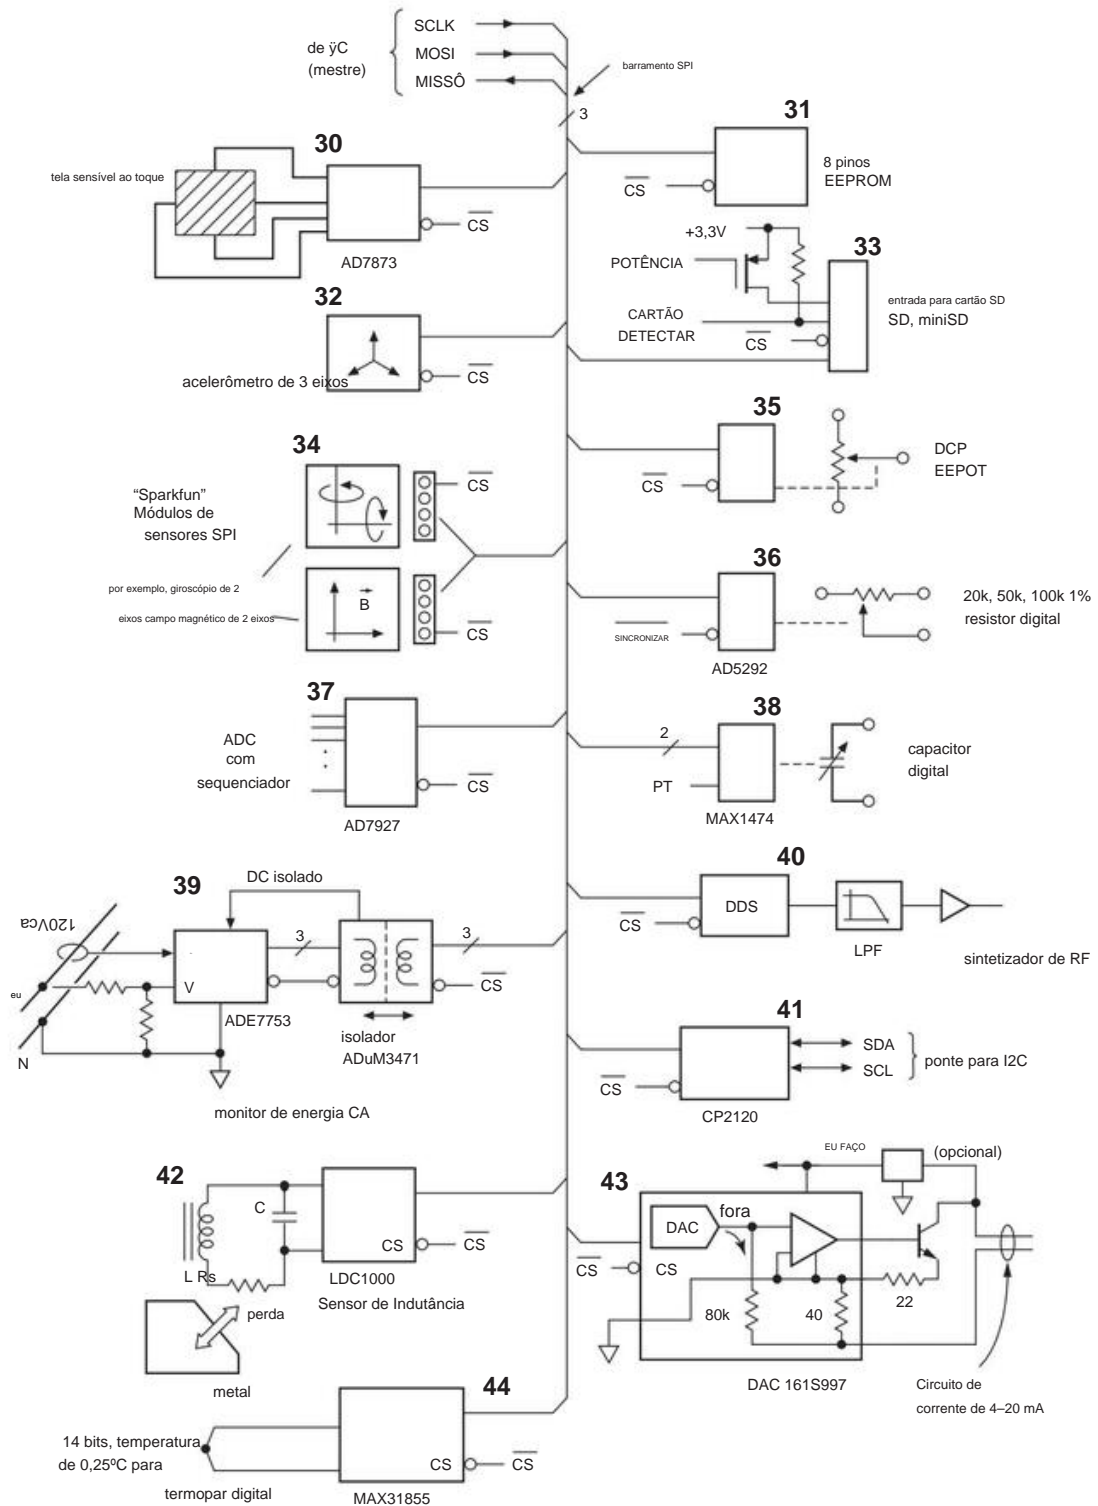 SCLK
de ÿC
MOSI
(mestre)
MISSÔ
barramento SPI
3
30
tela sensível ao toque
CS
AD7873
31
8 pinos
EEPROM
CS
+3,3V
33
POTÊNCIA
entrada para cartão SD
SD, miniSD
CARTÃO
DETECTAR
CS
32
CS
acelerômetro de 3 eixos
34
“Sparkfun”
Módulos de
sensores SPI
CS
por exemplo, giroscópio de 2
eixos campo magnético de 2 eixos
B
CS
35
DCP
EEPOT
CS
36
20k, 50k, 100k 1%
resistor digital
SINCRONIZAR
AD5292
37
ADC
com
sequenciador
CS
AD7927
38
2
capacitor
digital
PT
MAX1474
39
DC isolado
120Vca
3
3
eu
V
CS
ADE7753
isolador
ADuM3471
N
monitor de energia CA
40
DDS
CS
LPF
sintetizador de RF
41
SDA
SCL
ponte para I2C
CS
CP2120
42
C
CS
CS
L Rs
LDC1000
Sensor de Indutância
perda
metal
EU FAÇO
(opcional)
43
DAC
fora
CS
CS
22
80k
40
DAC 161S997
Circuito de
corrente de 4–20 mA
44
14 bits, temperatura
de 0,25ºC para
termopar digital
CS
CS
MAX31855